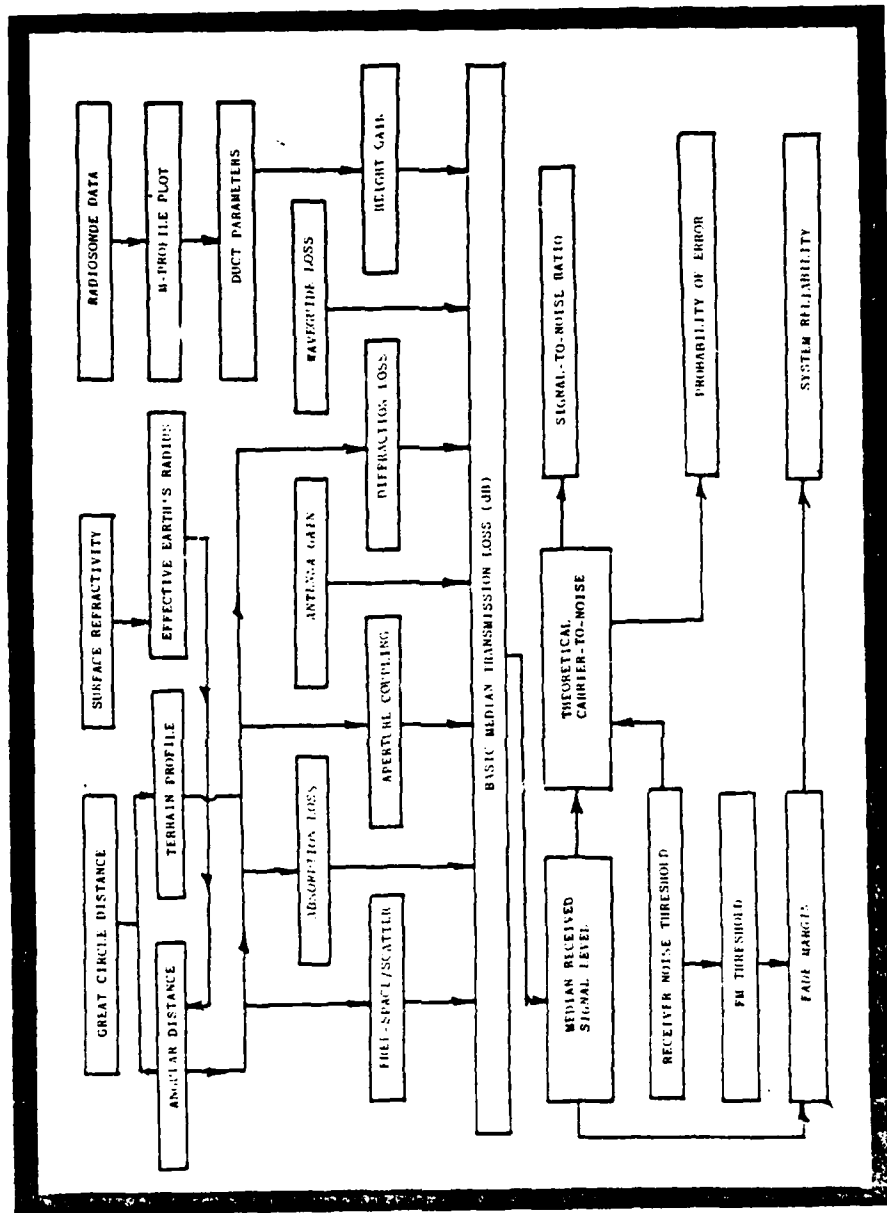 GREAT CIRCLE DISTANCE
SURFACE REFRACTIVITY
RADIOSONDE DATA
ANGULAR DISTANCE
TERRAIN PROFILE
EFFECTIVE EARTH'S RADIUS
M-PROFILE PLOT
DUCT PARAMETERS
ABSORPTION LOSS
ANTENNA GAIN
WAVEGUIDE LOSS
FREE-SPACE/SCATTER
APERTURE COUPLING
DIFFRACTION LOSS
HEIGHT GAIN
BASIC MEDIAN TRANSMISSION LOSS (dB)
MEDIAN RECEIVED
SIGNAL LEVEL
THEORETICAL
CARRIER-TO-NOISE
SIGNAL-TO-NOISE RATIO
RECEIVER NOISE THRESHOLD
PROBABILITY OF ERROR
FM THRESHOLD
FADE MARGIN
SYSTEM RELIABILITY